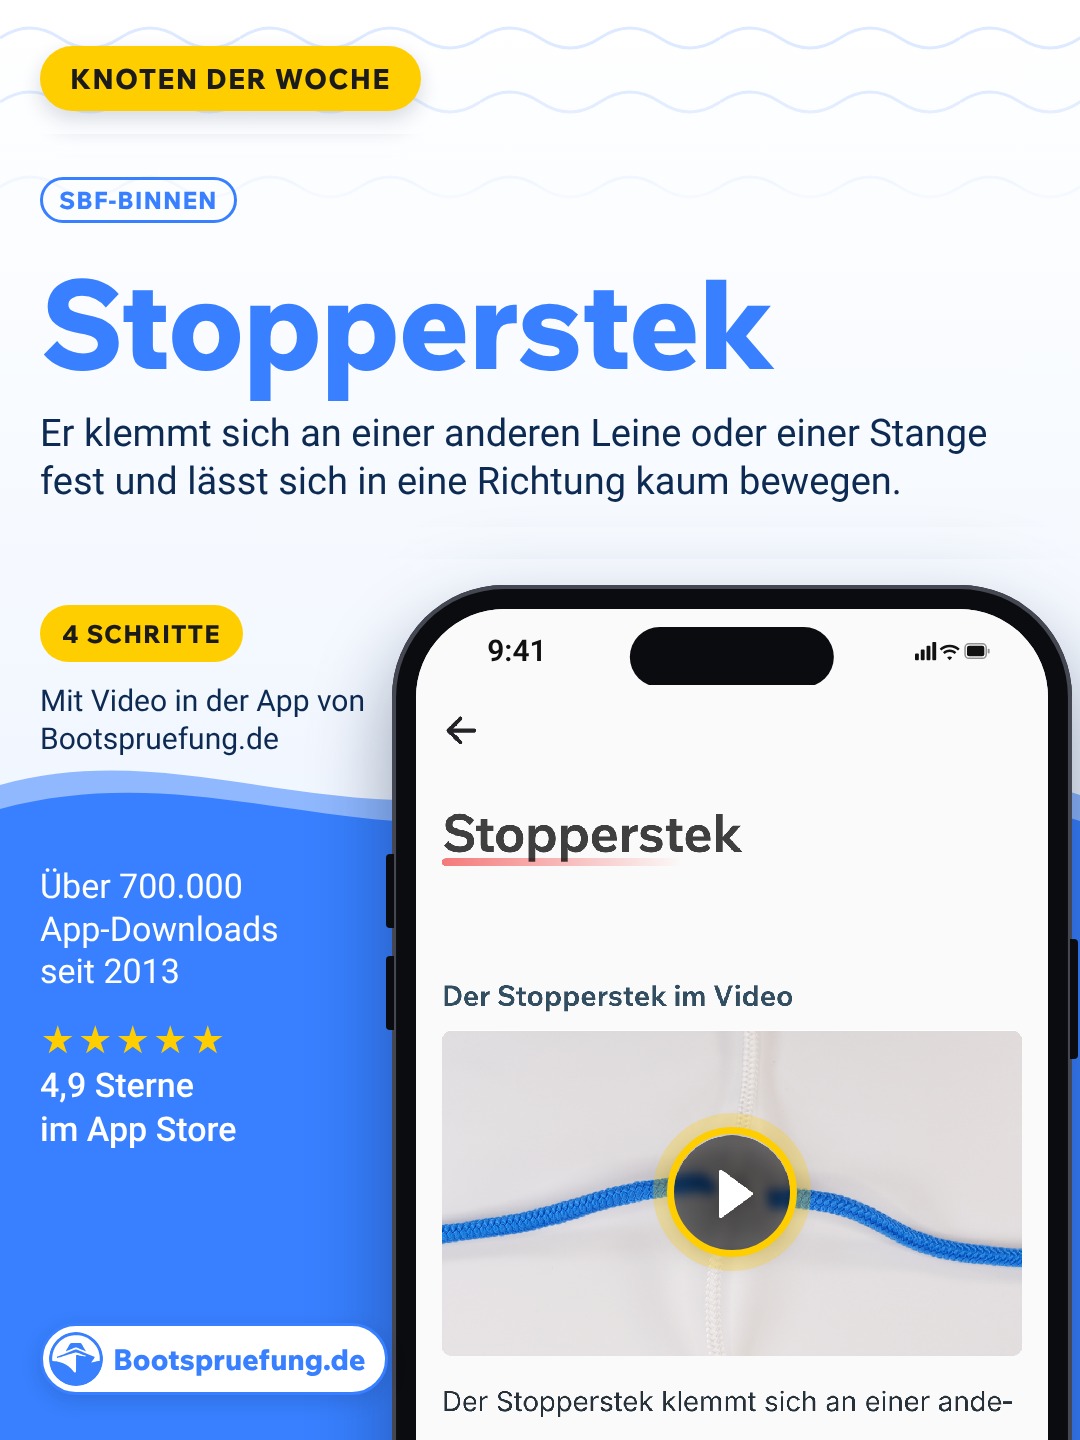 KNOTEN DER WOCHE
SBF-BINNEN
Stopperstek
Er klemmt sich an einer anderen Leine oder einer Stange
fest und lässt sich in eine Richtung kaum bewegen.
4 SCHRITTE
Mit Video in der App von
Bootspruefung.de
Über 700.000
App-Downloads
seit 2013
★★★★★
4,9 Sterne
im App Store
Bootspruefung.de
9:41
Stopperstek
Der Stopperstek im Video
Der Stopperstek klemmt sich an einer ande-